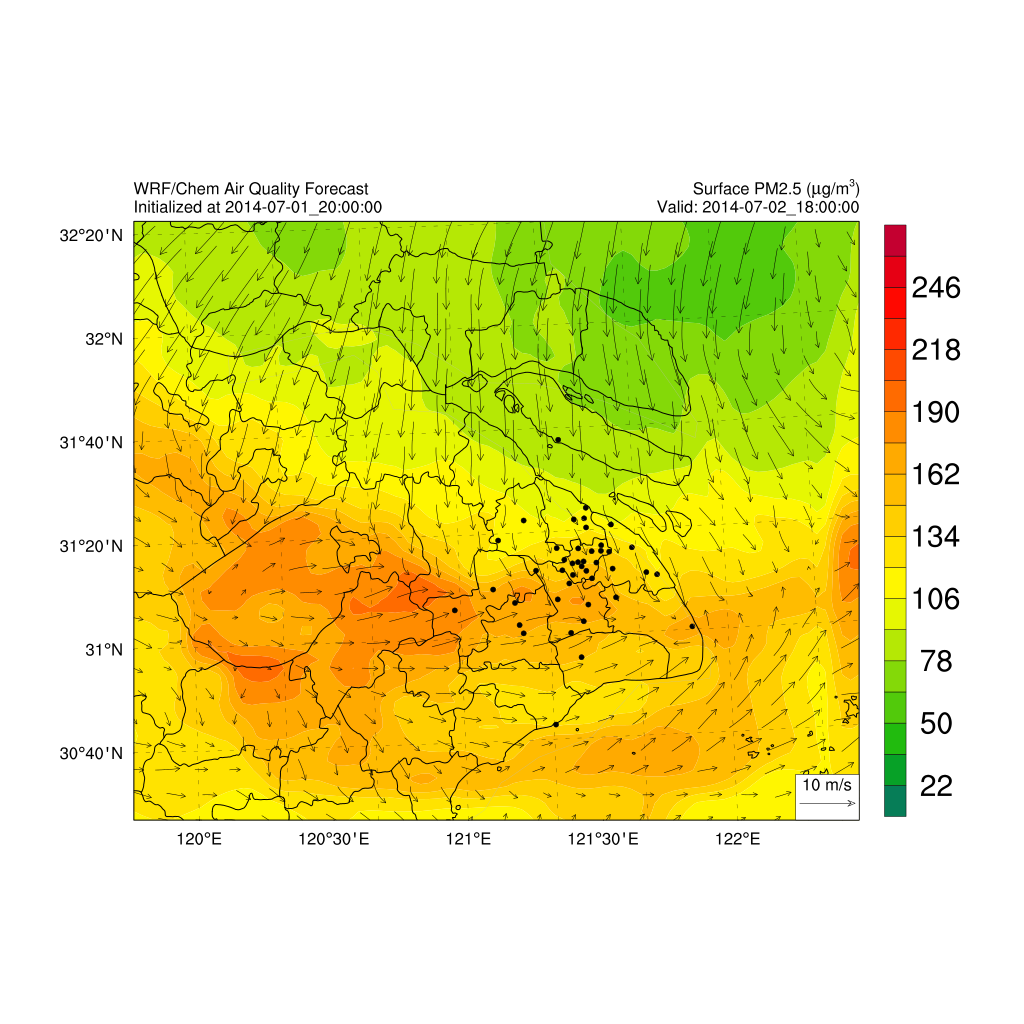 WRF/Chem Air Quality Forecast
Surface PM2.5 (μg/m³)
Initialized at 2014-07-01_20:00:00
Valid: 2014-07-02_18:00:00
32°20'N
32°N
31°40'N
31°20'N
31°N
30°40'N
120°E
120°30'E
121°E
121°30'E
122°E
10 m/s
246
218
190
162
134
106
78
50
22